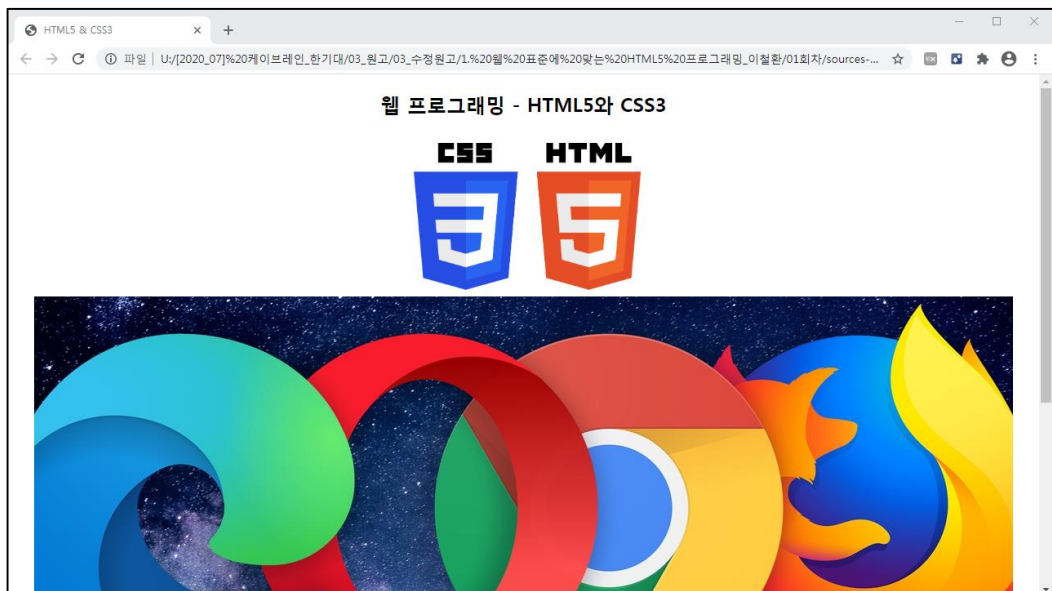 HTML5 & CSS3
파일 | U:/[2020_07]%20케이브레인_한기대/03_원고/03_수정원고/1.%20웹%20표준에%20맞는%20HTML5%20프로그래밍_이철환/01회차/sources-...
웹 프로그래밍 - HTML5와 CSS3
CSS HTML
3 5